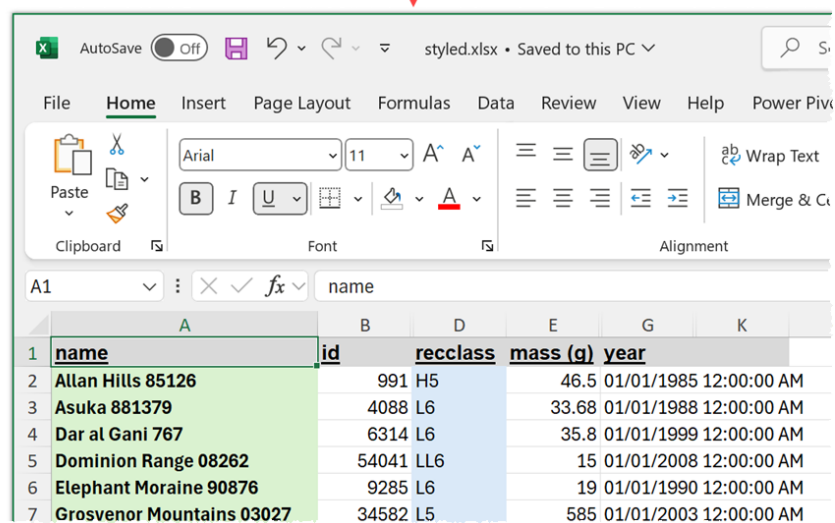 AutoSave Off styled.xlsx • Saved to this PC
File Home Insert Page Layout Formulas Data Review View Help Power Piv
Arial 11 A A ab Wrap Text
Paste B I U A Merge & Ce
Clipboard Font Alignment
A1 fx name
A B D E G K
1 name id recclass mass (g) year
2 Allan Hills 85126 991 H5 46.5 01/01/1985 12:00:00 AM
3 Asuka 881379 4088 L6 33.68 01/01/1988 12:00:00 AM
4 Dar al Gani 767 6314 L6 35.8 01/01/1999 12:00:00 AM
5 Dominion Range 08262 54041 LL6 15 01/01/2008 12:00:00 AM
6 Elephant Moraine 90876 9285 L6 19 01/01/1990 12:00:00 AM
7 Grosvenor Mountains 03027 34582 L5 585 01/01/2003 12:00:00 AM